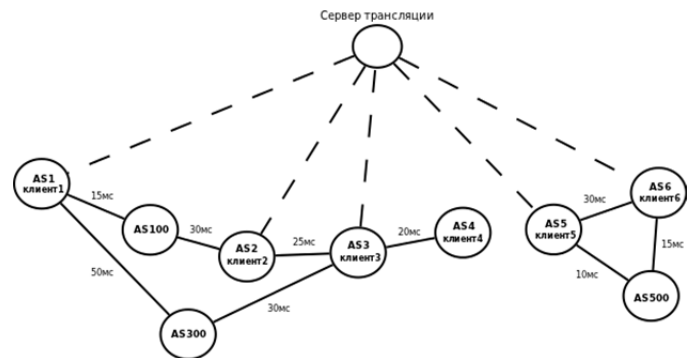 Сервер трансляции
AS1
клиент1
15мс
AS100
30мс
AS2
клиент2
25мс
AS3
клиент3
20мс
AS4
клиент4
50мс
30мс
AS300
AS5
клиент5
30мс
AS6
клиент6
15мс
10мс
AS500